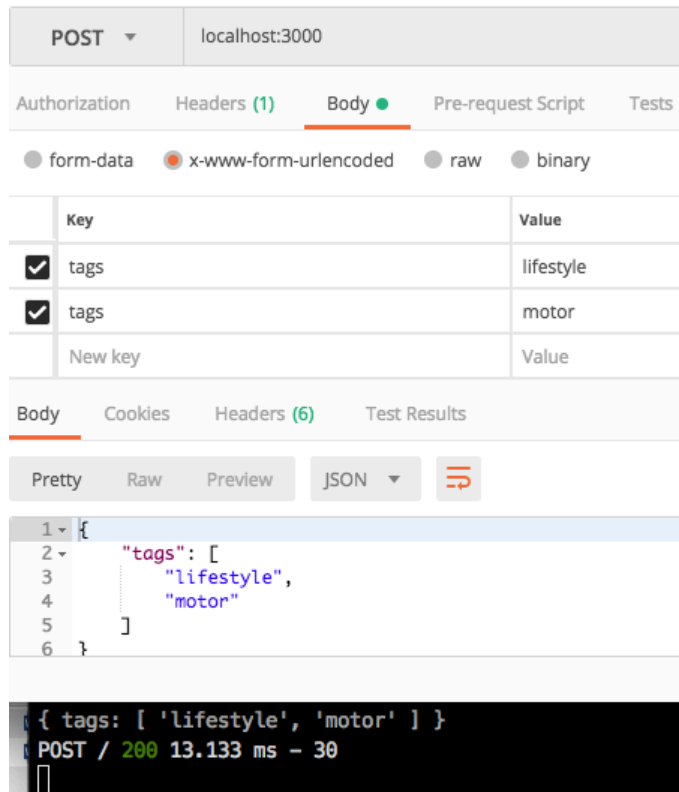 POST localhost:3000
Authorization Headers (1) Body Pre-request Script Tests
form-data x-www-form-urlencoded raw binary
Key Value
tags lifestyle
tags motor
New key Value
Body Cookies Headers (6) Test Results
Pretty Raw Preview JSON
1 {
2 "tags": [
3 "lifestyle",
4 "motor"
5 ]
6 }
{ tags: [ 'lifestyle', 'motor' ] }
POST / 200 13.133 ms – 30